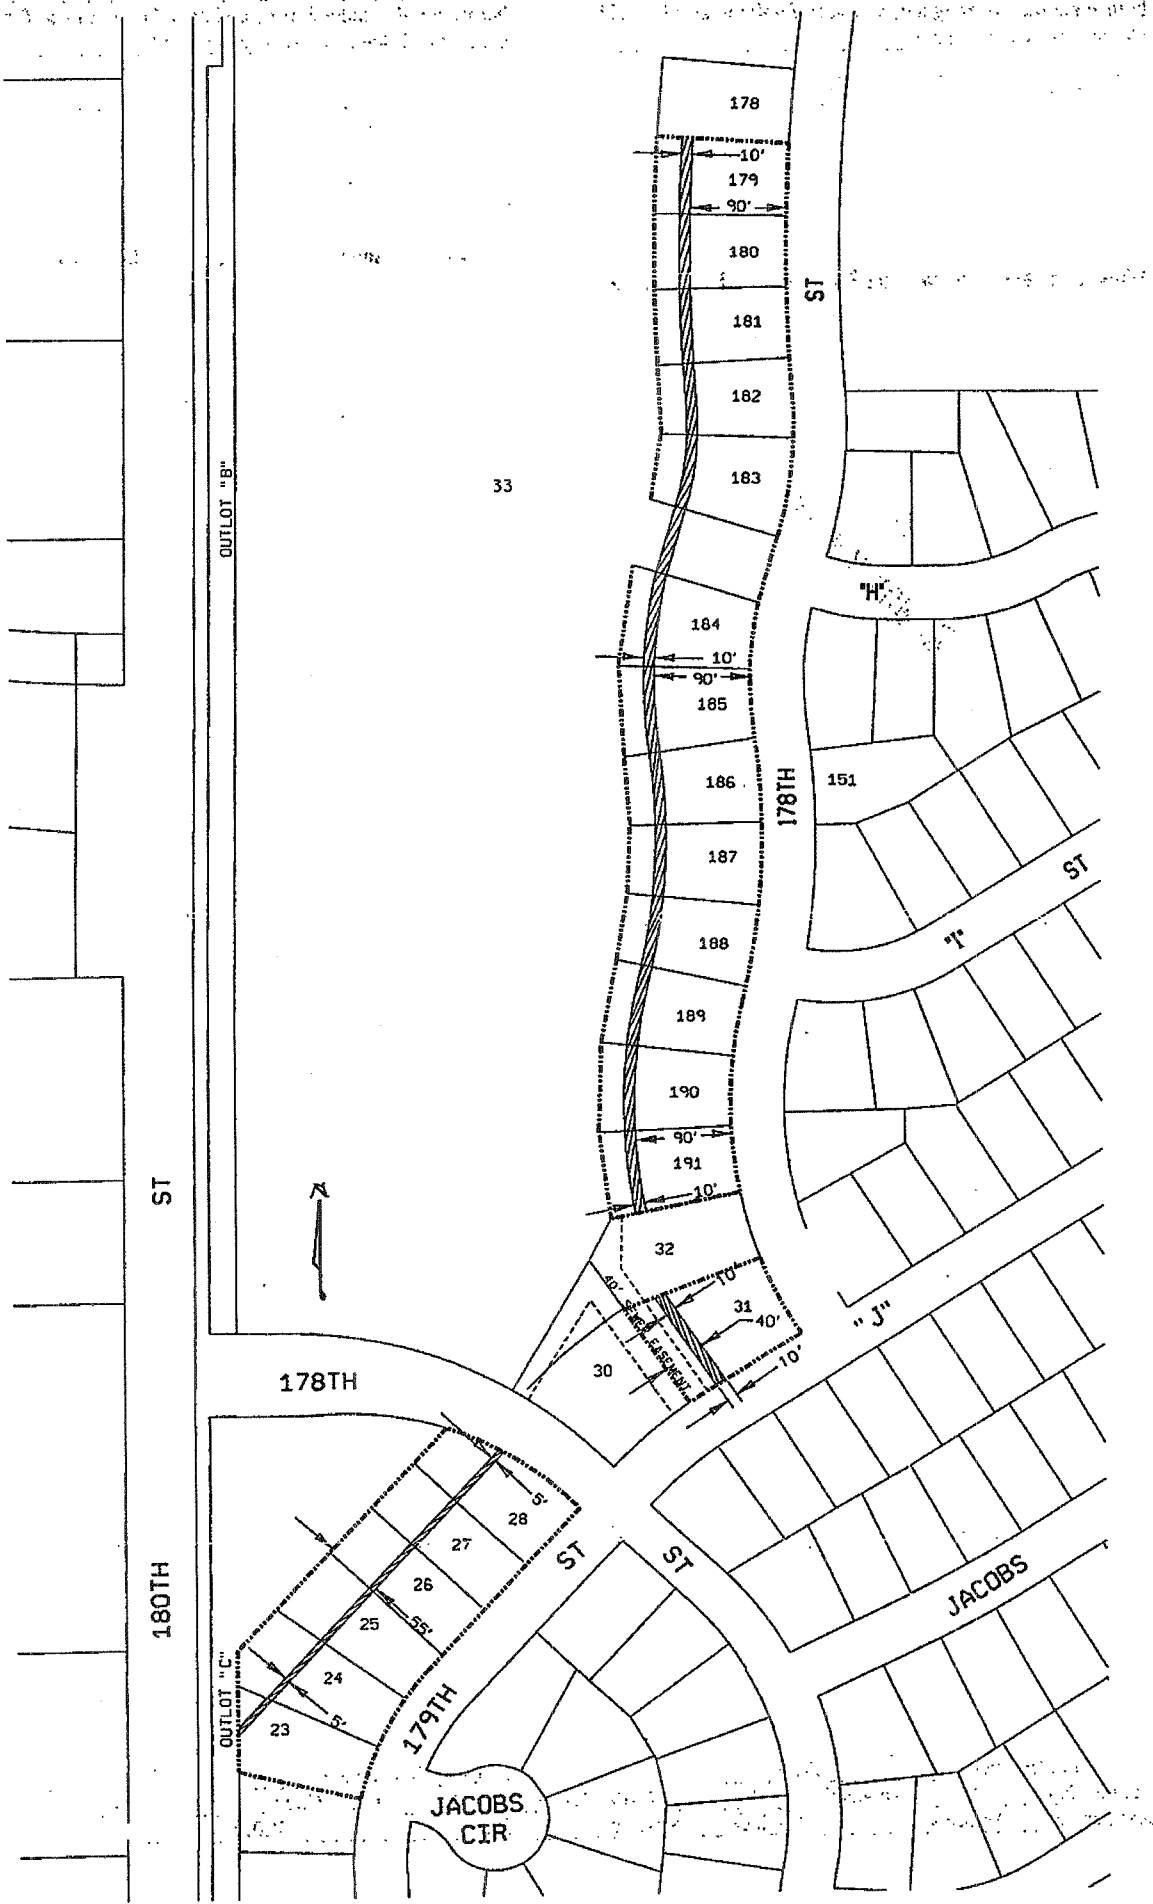 178
10'
179
90'
180
ST
181
182
183
33
OUTLOT "B"
"H"
184
10'
90'
185
186
178TH
151
187
ST
188
"I"
189
190
90'
191
10'
ST
N
32
10'
40'
31
40'
"J"
EASEMENT
30
10'
178TH
5'
28
27
ST
ST
26
55'
25
JACOBS
180TH
24
OUTLOT "C"
5'
23
179TH
JACOBS
CIR